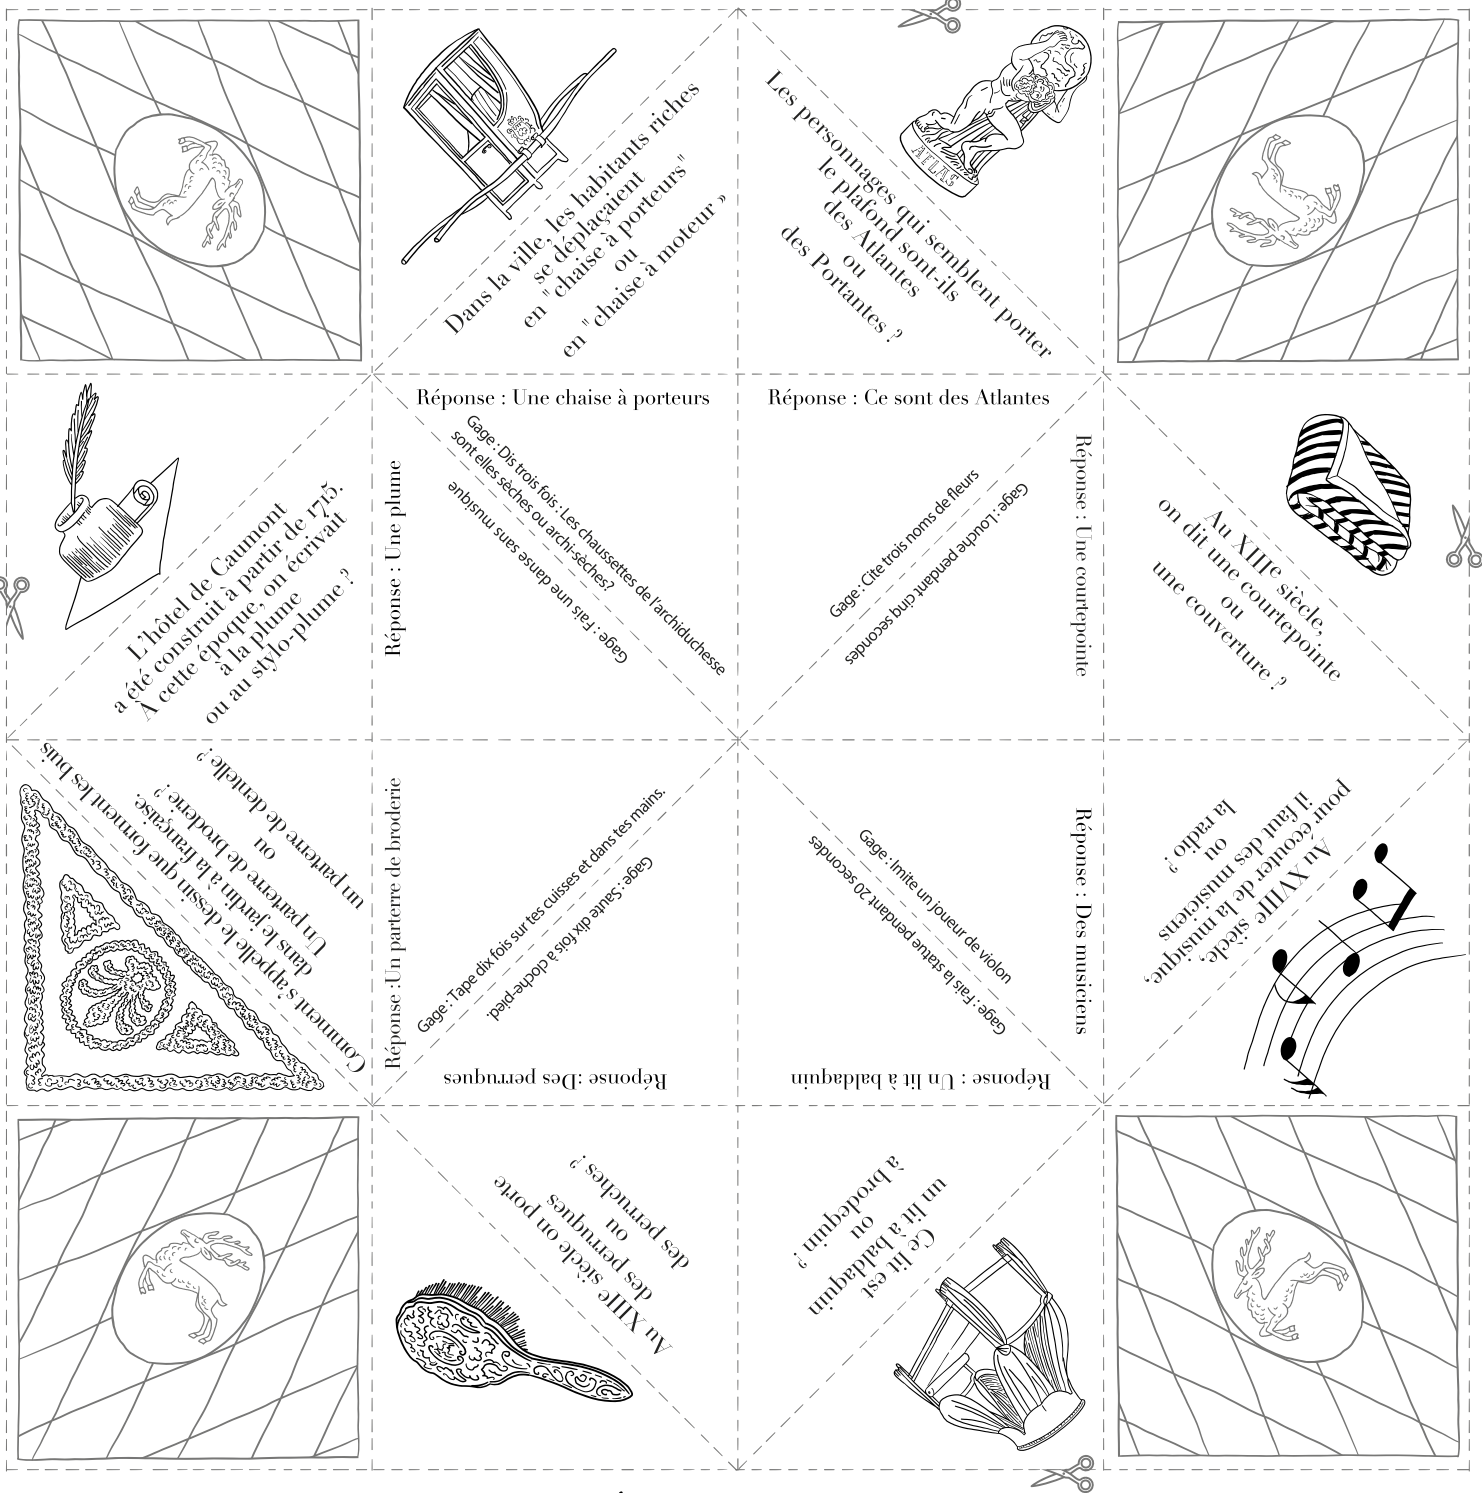 Dans la ville, les habitants riches
se déplaçaient
en " chaise à porteurs"
ou
en "chaise à moteur »
Les personnages qui semblent porter
le plafond sont-ils
des Atlantes
ou
des Portantes ?
ATLAS
L'hôtel de Caumont
a été construit à partir de 1715.
À cette époque, on écrivait
à la plume
ou au stylo-plume ?
Réponse : Une chaise à porteurs
Réponse : Une plume
Gage : Dis trois fois : Les chaussettes de l'archiduchesse
sont elles sèches ou archi-sèches?
Gage : Fais une danse sans musique
Réponse : Ce sont des Atlantes
Réponse : Une courtepointe
Gage : Cite trois noms de fleurs
Gage : Louche pendant cinq secondes
Au XIIIe siècle,
on dit une courtepointe
ou
une couverture ?
Comment s'appelle le dessin que forment les buis
dans le jardin à la française.
Un parterre de broderie ?
ou
un parterre de dentelle ?
Réponse :Un parterre de broderie
Gage : Tape dix fois sur tes cuisses et dans tes mains.
Gage : Saute dix fois à cloche-pied.
Réponse :Des perruques
Gage : Imite un joueur de violon
Gage : Fais la statue pendant 20 secondes
Réponse : Des musiciens
Réponse : Un lit à baldaquin
Au XVIIIe siècle,
pour écouter de la musique,
il faut des musiciens
ou
la radio ?
Au XIIIe
siècle on porte
des perruques
ou
des perruches ?
Ce lit est
un lit à baldaquin
ou
à brodequin ?